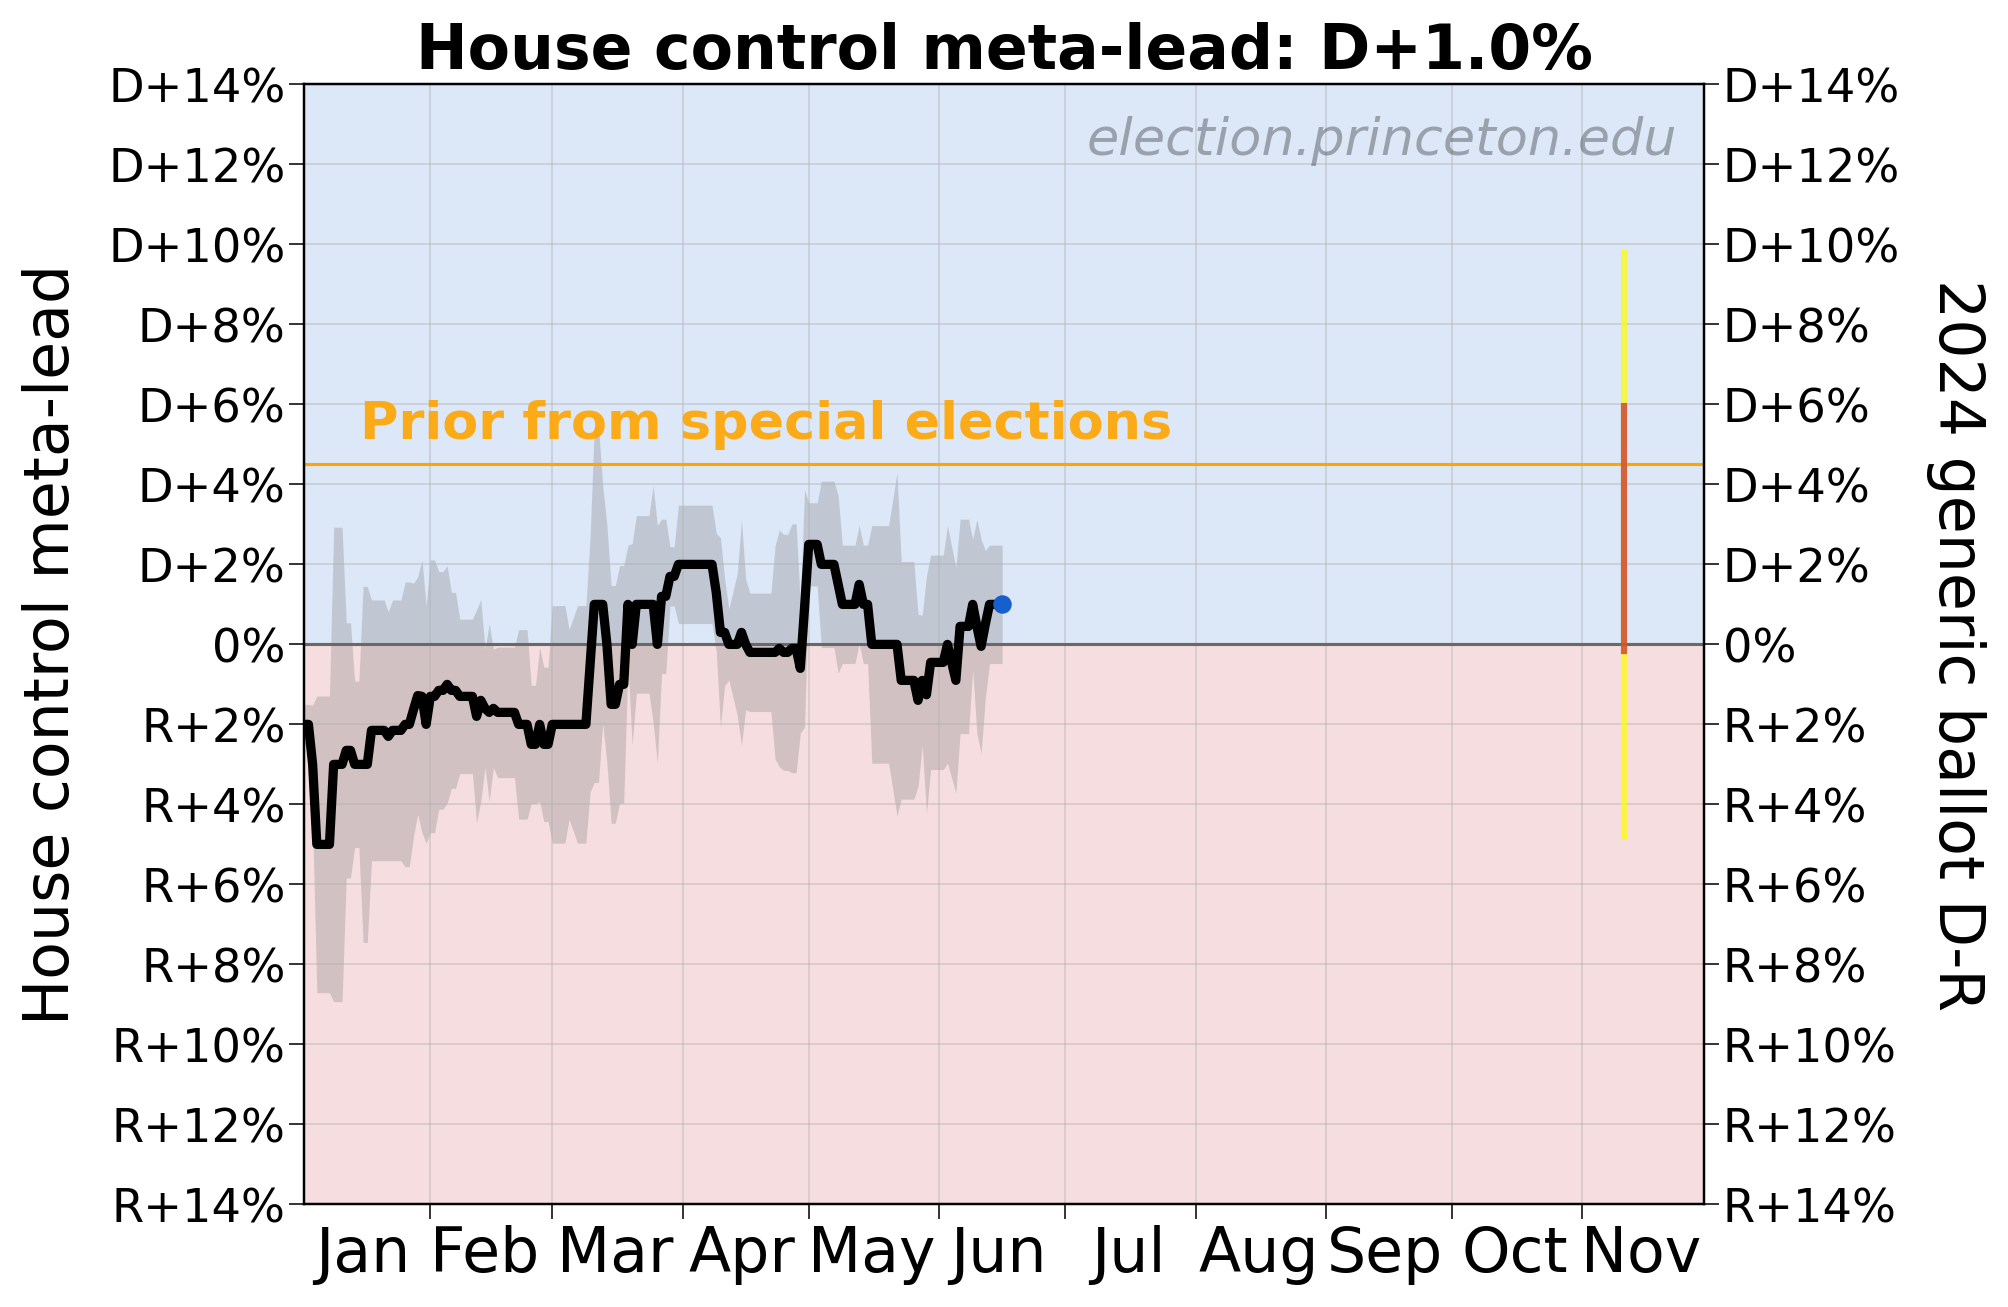 House control meta-lead: D+1.0%
election.princeton.edu
Prior from special elections
House control meta-lead
D+14%
D+12%
D+10%
D+8%
D+6%
D+4%
D+2%
0%
R+2%
R+4%
R+6%
R+8%
R+10%
R+12%
R+14%
D+14%
D+12%
D+10%
D+8%
D+6%
D+4%
D+2%
0%
R+2%
R+4%
R+6%
R+8%
R+10%
R+12%
R+14%
2024 generic ballot D-R
Jan Feb Mar Apr May Jun Jul Aug Sep Oct Nov